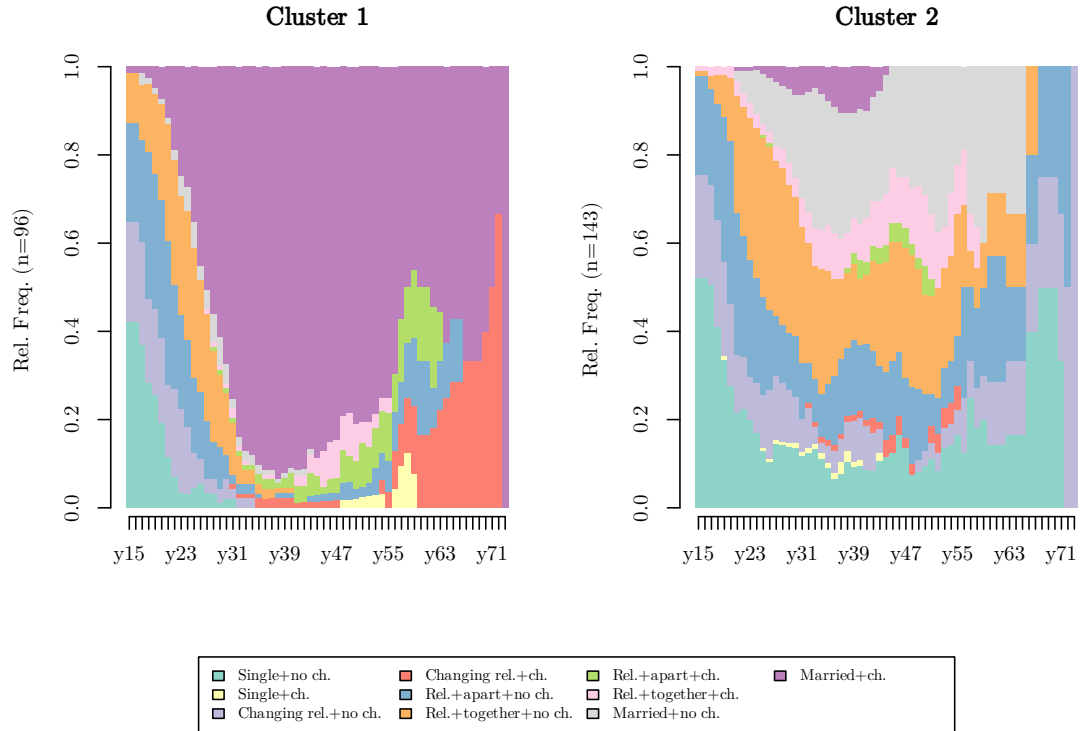 Cluster 1
Cluster 2
Rel. Freq. (n=96)
0.0 0.2 0.4 0.6 0.8 1.0
y15 y23 y31 y39 y47 y55 y63 y71
Rel. Freq. (n=143)
0.0 0.2 0.4 0.6 0.8 1.0
y15 y23 y31 y39 y47 y55 y63 y71
Single+no ch.
Single+ch.
Changing rel.+no ch.
Changing rel.+ch.
Rel.+apart+no ch.
Rel.+together+no ch.
Rel.+apart+ch.
Rel.+together+ch.
Married+no ch.
Married+ch.